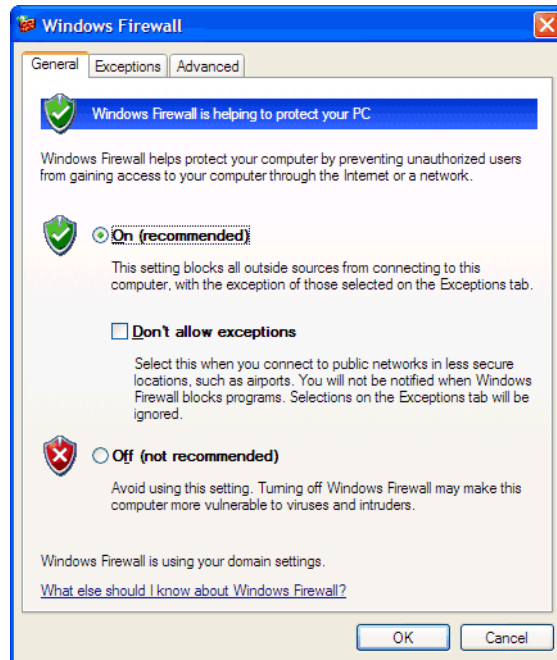 Windows Firewall
General
Exceptions
Advanced
Windows Firewall is helping to protect your PC
Windows Firewall helps protect your computer by preventing unauthorized users
from gaining access to your computer through the Internet or a network.
On (recommended)
This setting blocks all outside sources from connecting to this
computer, with the exception of those selected on the Exceptions tab.
Don't allow exceptions
Select this when you connect to public networks in less secure
locations, such as airports. You will not be notified when Windows
Firewall blocks programs. Selections on the Exceptions tab will be
ignored.
Off (not recommended)
Avoid using this setting. Turning off Windows Firewall may make this
computer more vulnerable to viruses and intruders.
Windows Firewall is using your domain settings.
What else should I know about Windows Firewall?
OK
Cancel